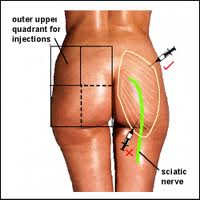 outer upper
quadrant for
injections
sciatic
nerve